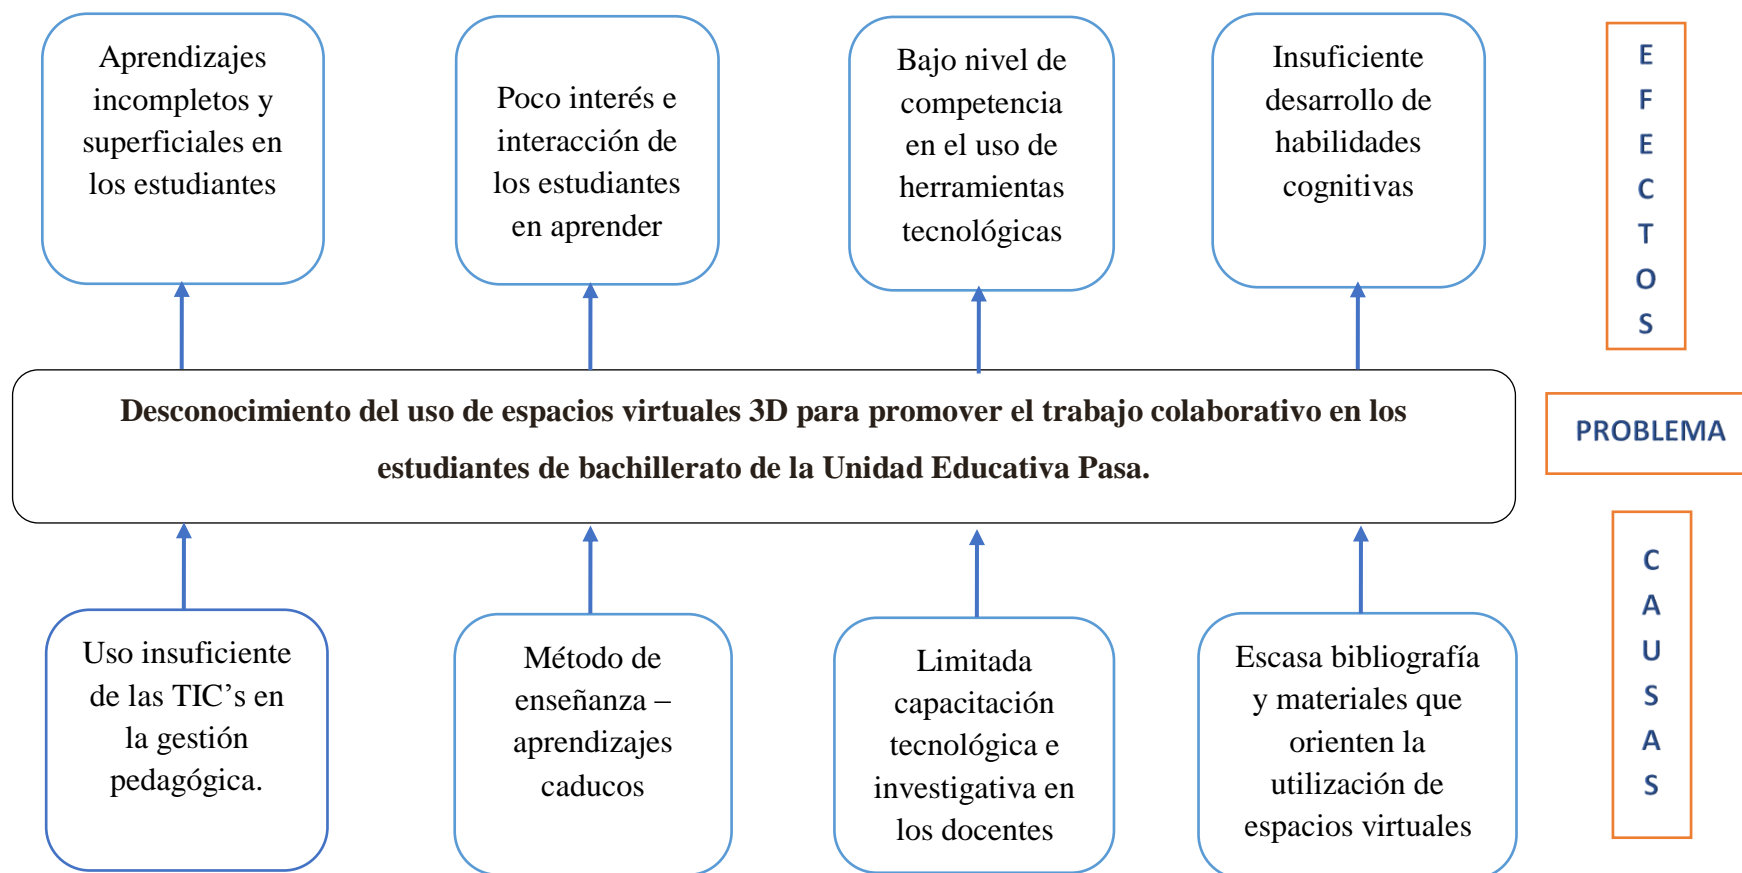 Aprendizajes
incompletos y
superficiales en
los estudiantes
Poco interés e
interacción de
los estudiantes
en aprender
Bajo nivel de
competencia
en el uso de
herramientas
tecnológicas
Insuficiente
desarrollo de
habilidades
cognitivas
E
F
E
C
T
O
S
Desconocimiento del uso de espacios virtuales 3D para promover el trabajo colaborativo en los
estudiantes de bachillerato de la Unidad Educativa Pasa.
PROBLEMA
Uso insuficiente
de las TIC’s en
la gestión
pedagógica.
Método de
enseñanza –
aprendizajes
caducos
Limitada
capacitación
tecnológica e
investigativa en
los docentes
Escasa bibliografía
y materiales que
orienten la
utilización de
espacios virtuales
C
A
U
S
A
S